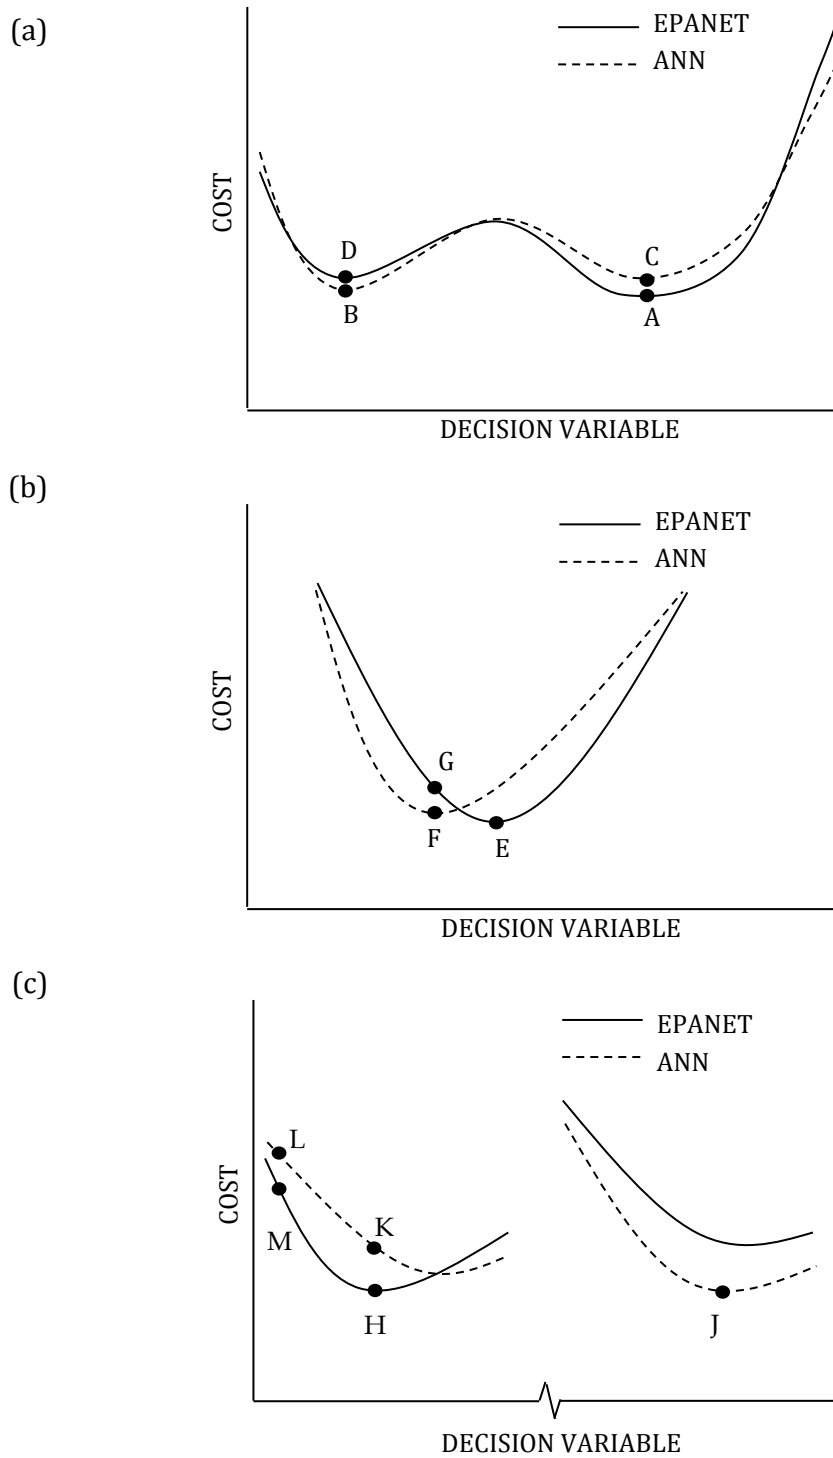 (a)
EPANET
ANN
COST
D
B
C
A
DECISION VARIABLE
(b)
EPANET
ANN
COST
G
F
E
DECISION VARIABLE
(c)
EPANET
ANN
COST
L
M
K
H
J
DECISION VARIABLE